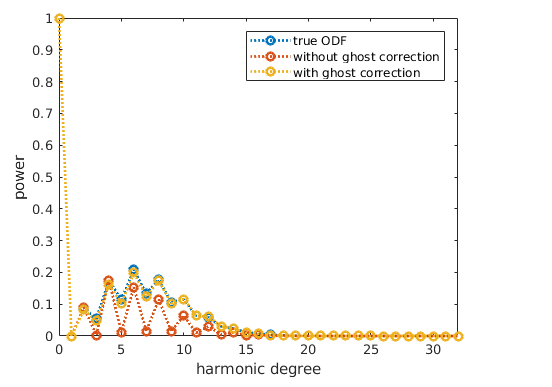 1
0.9
0.8
0.7
0.6
0.5
0.4
0.3
0.2
0.1
0
power
true ODF
without ghost correction
with ghost correction
0 5 10 15 20 25 30
harmonic degree